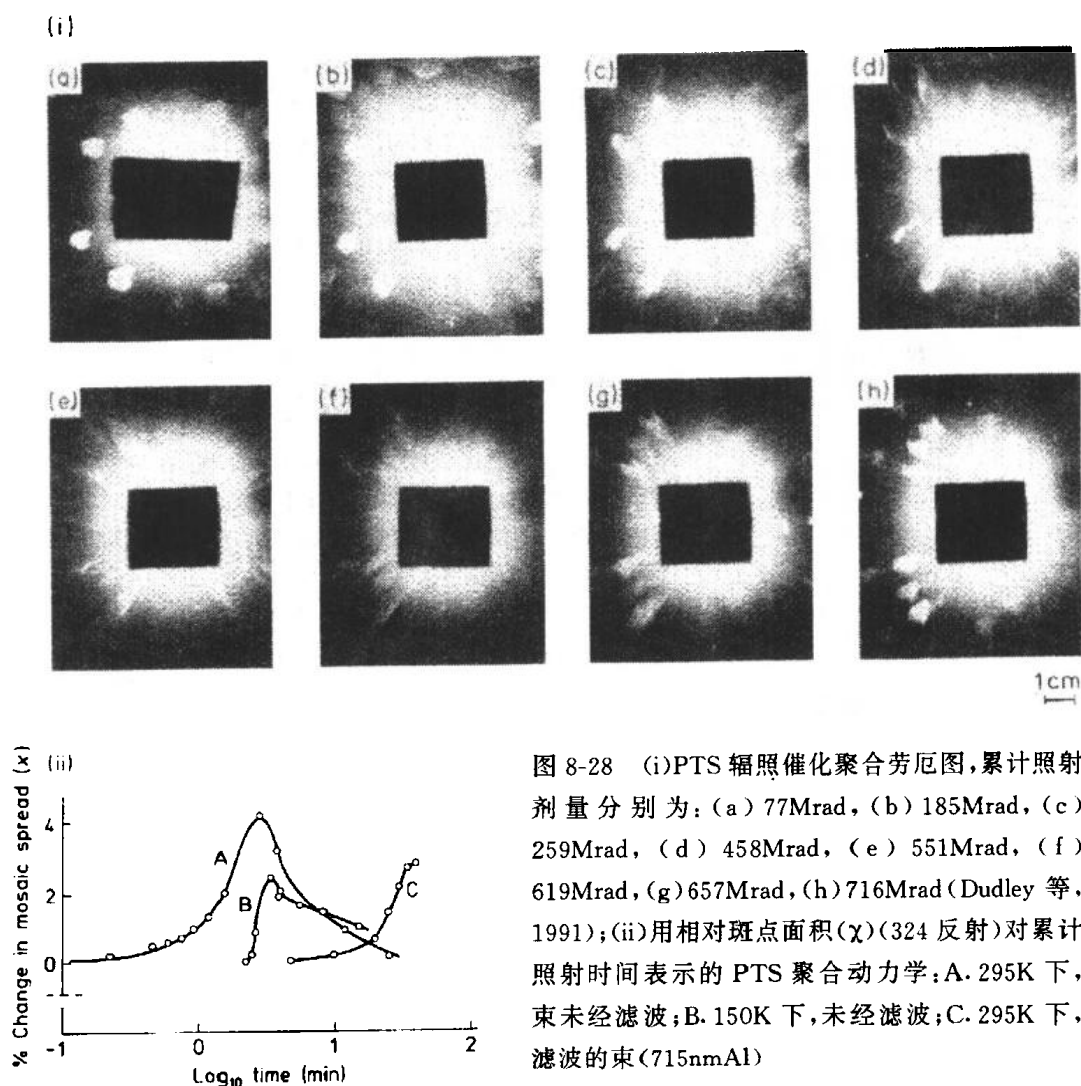 (i)
(a) (b) (c) (d)
(e) (f) (g) (h)
1cm
(ii)
% Change in mosaic spread (x)
4
2
0
A
B
C
-1 0 1 2
Log₁₀ time (min)
图 8-28 (i)PTS 辐照催化聚合劳厄图,累计照射
剂量分别为:(a)77Mrad,(b)185Mrad,(c)
259Mrad,(d)458Mrad,(e)551Mrad,(f)
619Mrad,(g)657Mrad,(h)716Mrad(Dudley 等,
1991);(ii)用相对斑点面积(χ)(324 反射)对累计
照射时间表示的 PTS 聚合动力学:A.295K 下,
束未经滤波;B.150K 下,未经滤波;C.295K 下,
滤波的束(715nmAl)